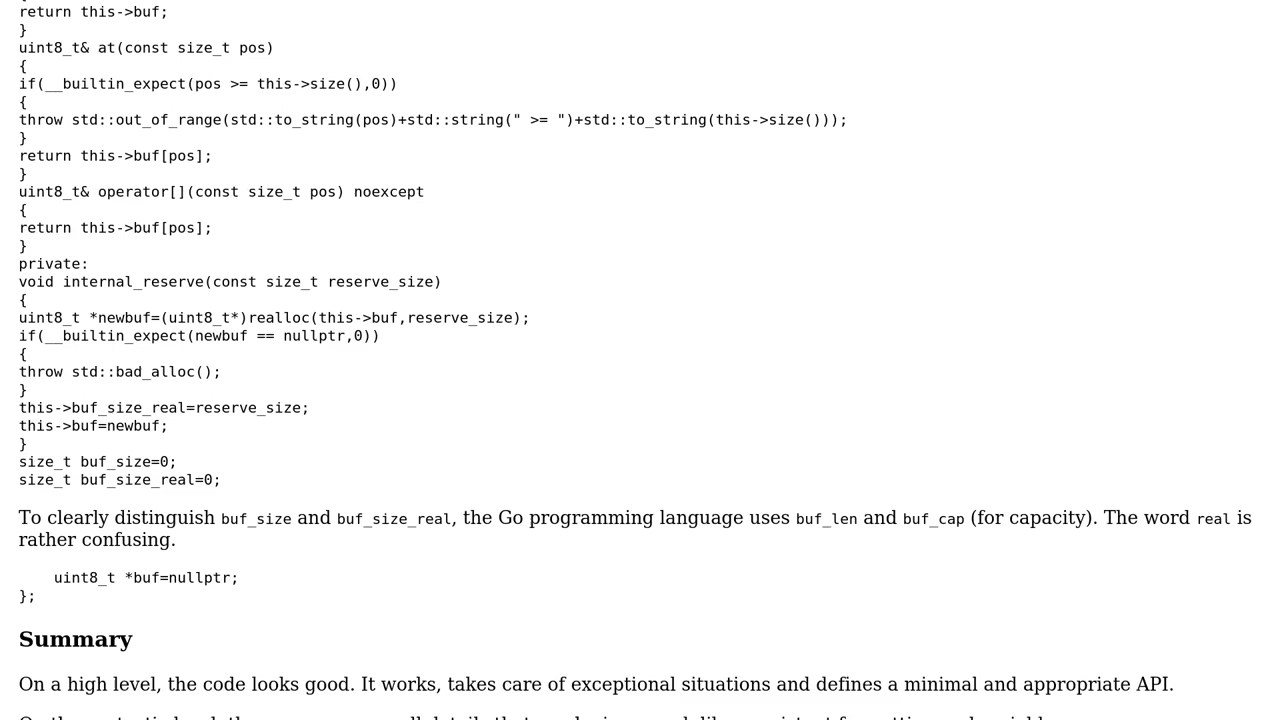 return this->buf;
}
uint8_t& at(const size_t pos)
{
if(__builtin_expect(pos >= this->size(),0))
{
throw std::out_of_range(std::to_string(pos)+std::string(" >= ")+std::to_string(this->size()));
}
return this->buf[pos];
}
uint8_t& operator[](const size_t pos) noexcept
{
return this->buf[pos];
}
private:
void internal_reserve(const size_t reserve_size)
{
uint8_t *newbuf=(uint8_t*)realloc(this->buf,reserve_size);
if(__builtin_expect(newbuf == nullptr,0))
{
throw std::bad_alloc();
}
this->buf_size_real=reserve_size;
this->buf=newbuf;
}
size_t buf_size=0;
size_t buf_size_real=0;
To clearly distinguish buf_size and buf_size_real, the Go programming language uses buf_len and buf_cap (for capacity). The word real is
rather confusing.
    uint8_t *buf=nullptr;
};
Summary
On a high level, the code looks good. It works, takes care of exceptional situations and defines a minimal and appropriate API.